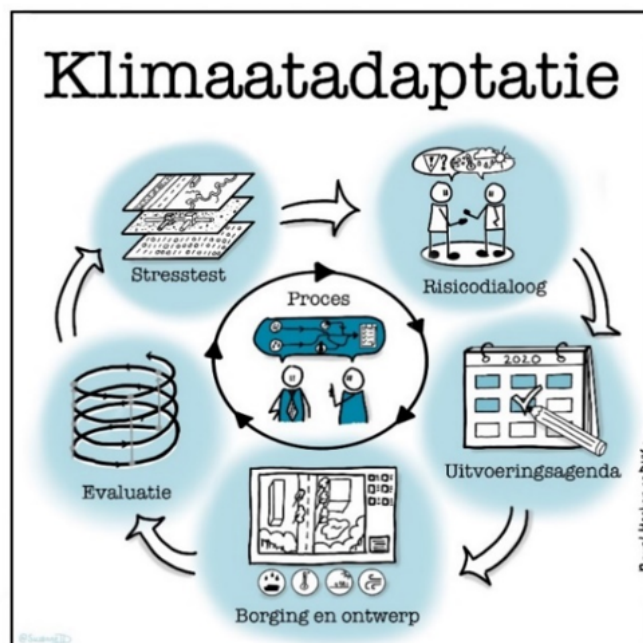 Klimaatadaptatie
!?
Stresstest
Risicodialoog
Proces
2020
Evaluatie
Uitvoeringsagenda
Borging en ontwerp